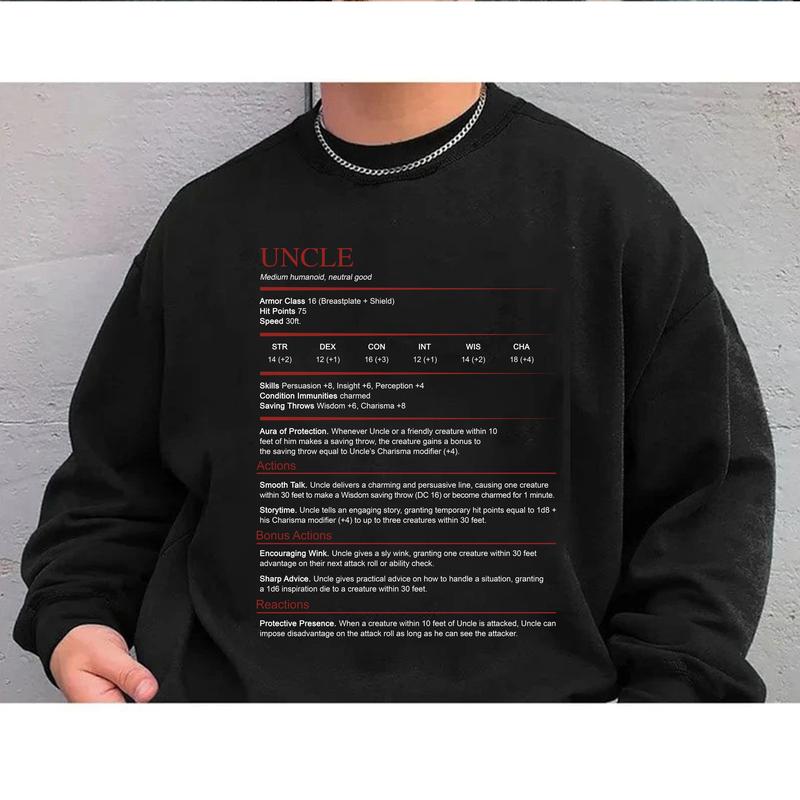 UNCLE
Medium humanoid, neutral good
Armor Class 16 (Breastplate + Shield)
Hit Points 75
Speed 30ft.
STR DEX CON INT WIS CHA
14 (+2) 12 (+1) 16 (+3) 12 (+1) 14 (+2) 18 (+4)
Skills Persuasion +8, Insight +6, Perception +4
Condition Immunities charmed
Saving Throws Wisdom +6, Charisma +8
Aura of Protection. Whenever Uncle or a friendly creature within 10
feet of him makes a saving throw, the creature gains a bonus to
the saving throw equal to Uncle's Charisma modifier (+4).
Actions
Smooth Talk. Uncle delivers a charming and persuasive line, causing one creature
within 30 feet to make a Wisdom saving throw (DC 16) or become charmed for 1 minute.
Storytime. Uncle tells an engaging story, granting temporary hit points equal to 1d8 +
his Charisma modifier (+4) to up to three creatures within 30 feet.
Bonus Actions
Encouraging Wink. Uncle gives a sly wink, granting one creature within 30 feet
advantage on their next attack roll or ability check.
Sharp Advice. Uncle gives practical advice on how to handle a situation, granting
a 1d6 inspiration die to a creature within 30 feet.
Reactions
Protective Presence. When a creature within 10 feet of Uncle is attacked, Uncle can
impose disadvantage on the attack roll as long as he can see the attacker.